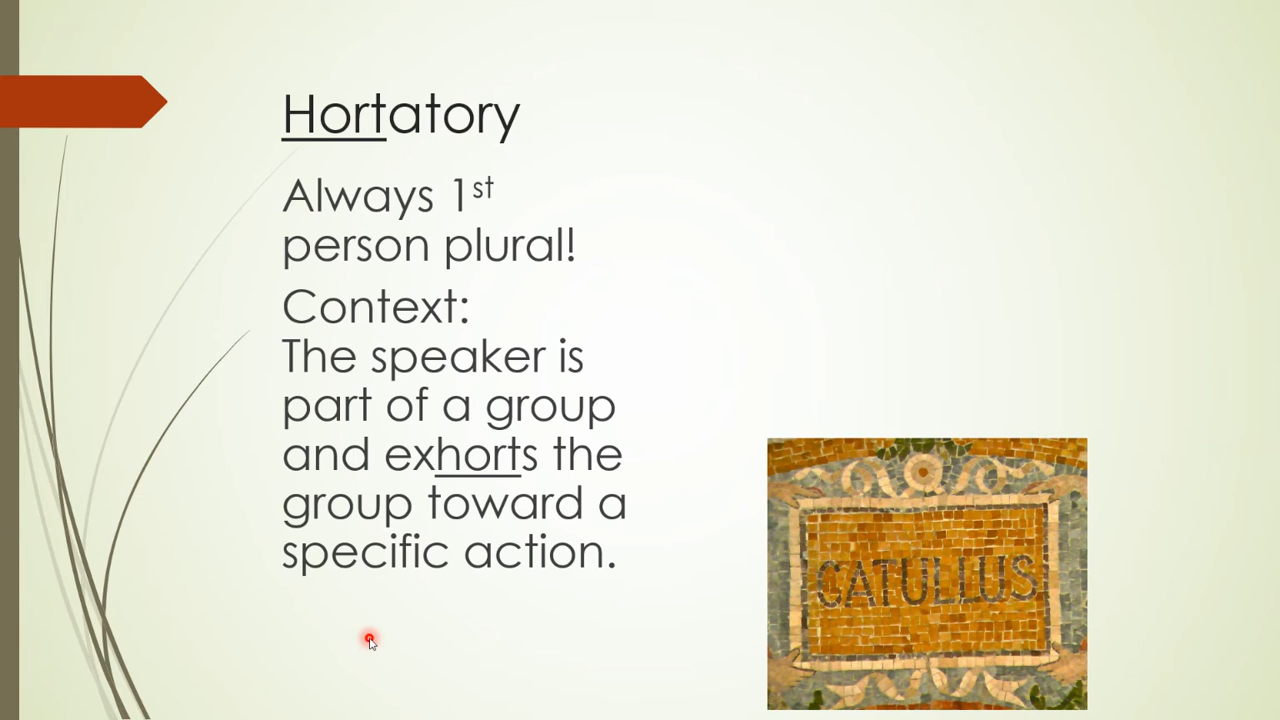 Hortatory
Always 1st
person plural!
Context:
The speaker is
part of a group
and exhorts the
group toward a
specific action.
CATULLUS